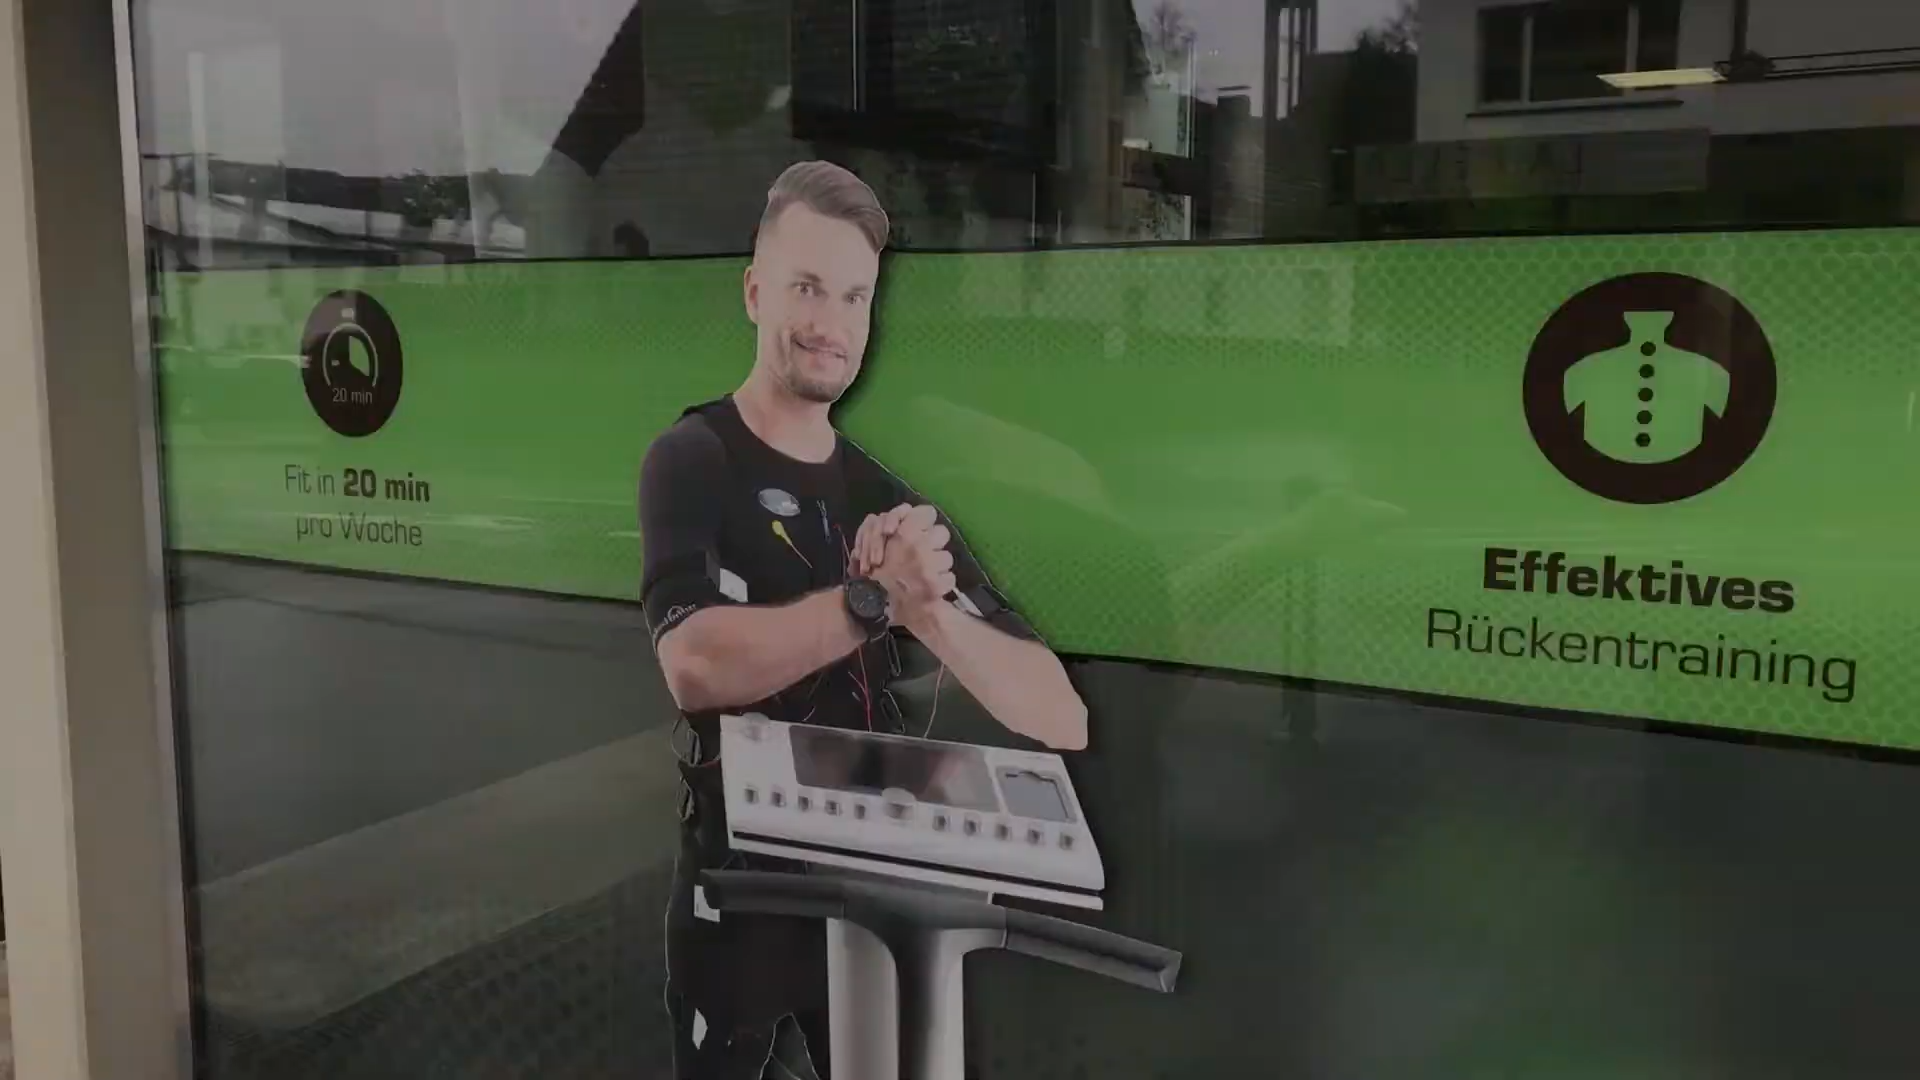 20 min
Fit in 20 min
pro Woche
Effektives
Rückentraining